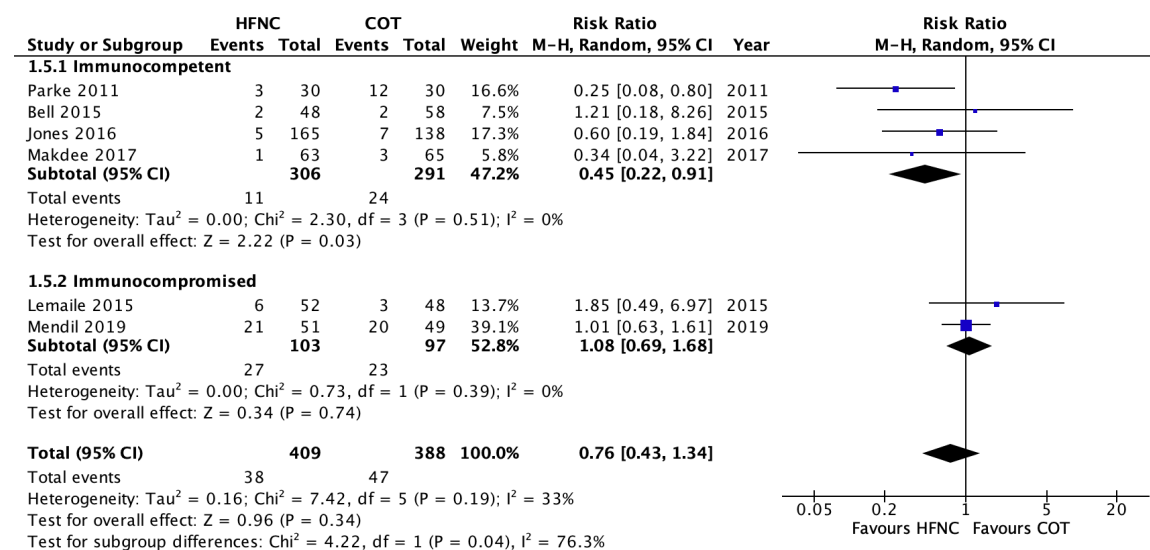 HFNC COT Risk Ratio Risk Ratio
Study or Subgroup Events Total Events Total Weight M-H, Random, 95% CI Year M-H, Random, 95% CI
1.5.1 Immunocompetent
Parke 2011 3 30 12 30 16.6% 0.25 [0.08, 0.80] 2011
Bell 2015 2 48 2 58 7.5% 1.21 [0.18, 8.26] 2015
Jones 2016 5 165 7 138 17.3% 0.60 [0.19, 1.84] 2016
Makdee 2017 1 63 3 65 5.8% 0.34 [0.04, 3.22] 2017
Subtotal (95% CI) 306 291 47.2% 0.45 [0.22, 0.91]
Total events 11 24
Heterogeneity: Tau² = 0.00; Chi² = 2.30, df = 3 (P = 0.51); I² = 0%
Test for overall effect: Z = 2.22 (P = 0.03)
1.5.2 Immunocompromised
Lemaile 2015 6 52 3 48 13.7% 1.85 [0.49, 6.97] 2015
Mendil 2019 21 51 20 49 39.1% 1.01 [0.63, 1.61] 2019
Subtotal (95% CI) 103 97 52.8% 1.08 [0.69, 1.68]
Total events 27 23
Heterogeneity: Tau² = 0.00; Chi² = 0.73, df = 1 (P = 0.39); I² = 0%
Test for overall effect: Z = 0.34 (P = 0.74)
Total (95% CI) 409 388 100.0% 0.76 [0.43, 1.34]
Total events 38 47
Heterogeneity: Tau² = 0.16; Chi² = 7.42, df = 5 (P = 0.19); I² = 33%
Test for overall effect: Z = 0.96 (P = 0.34)
Test for subgroup differences: Chi² = 4.22, df = 1 (P = 0.04), I² = 76.3%
0.05 0.2 1 5 20
Favours HFNC Favours COT